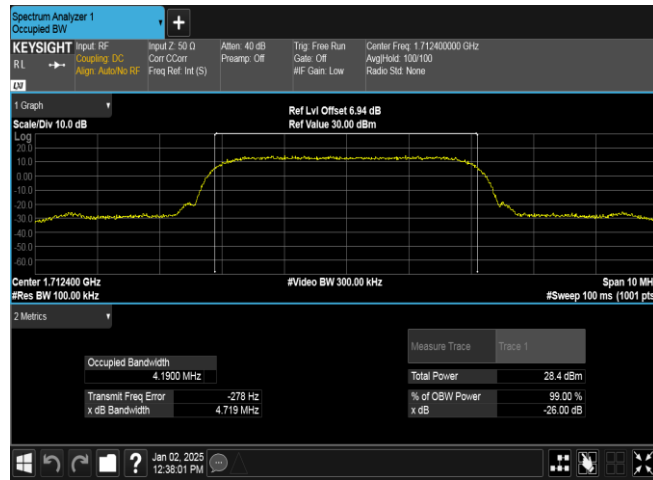 Spectrum Analyzer 1
Occupied BW
+
KEYSIGHT Input: RF Input Z: 50 Ω Atten: 40 dB Trig: Free Run Center Freq: 1.712400000 GHz
RL Coupling: DC Corr CCorr Preamp: Off Gate: Off Avg|Hold: 100/100
Align: Auto/No RF Freq Ref: Int (S) #IF Gain: Low Radio Std: None
LXI
1 Graph
Ref Lvl Offset 6.94 dB
Scale/Div 10.0 dB Ref Value 30.00 dBm
Log
20.0
10.0
0.00
-10.0
-20.0
-30.0
-40.0
-50.0
-60.0
Center 1.712400 GHz #Video BW 300.00 kHz Span 10 MH
#Res BW 100.00 kHz #Sweep 100 ms (1001 pts
2 Metrics
Measure Trace Trace 1
Occupied Bandwidth
4.1900 MHz Total Power 28.4 dBm
Transmit Freq Error -278 Hz % of OBW Power 99.00 %
x dB Bandwidth 4.719 MHz x dB -26.00 dB
? Jan 02, 2025
12:38:01 PM